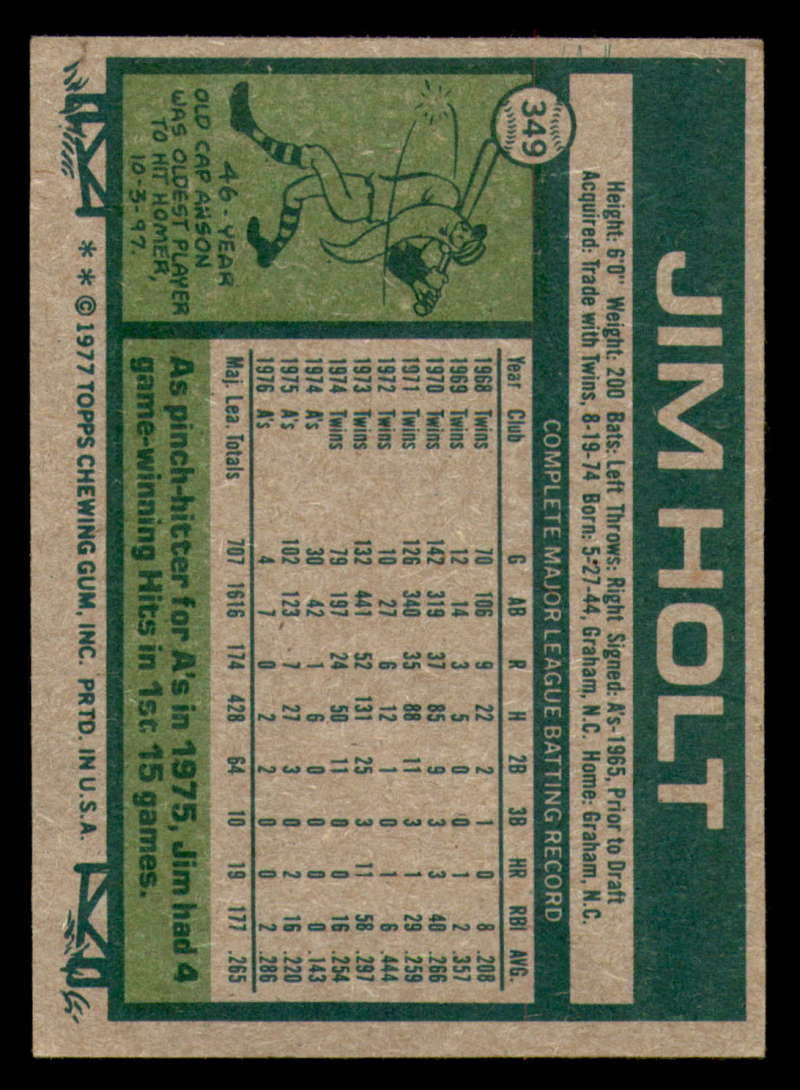 349
JIM HOLT
Height: 6'0" Weight: 200 Bats: Left Throws: Right Signed: A's-1965, Prior to Draft
Acquired: Trade with Twins, 8-19-74 Born: 5-27-44, Graham, N.C. Home: Graham, N.C.
COMPLETE MAJOR LEAGUE BATTING RECORD
Year Club G AB R H 2B 3B HR RBI AVG.
1968 Twins 70 106 9 22 2 1 0 8 .208
1969 Twins 12 14 3 5 0 0 1 2 .357
1970 Twins 142 319 37 85 9 3 3 40 .266
1971 Twins 126 340 35 88 11 3 1 29 .259
1972 Twins 10 27 6 12 1 0 1 6 .444
1973 Twins 132 441 52 131 25 3 11 58 .297
1974 Twins 79 197 24 50 11 0 0 16 .254
1974 A's 30 42 1 6 0 0 0 0 .143
1975 A's 102 123 7 27 3 0 2 16 .220
1976 A's 4 7 0 2 2 0 0 2 .286
Maj. Lea. Totals 707 1616 174 428 64 10 19 177 .265
46-YEAR
OLD CAP ANSON
WAS OLDEST PLAYER
TO HIT HOMER,
10-3-97.
As pinch-hitter for A's in 1975, Jim had 4
game-winning Hits in 1st 15 games.
* * © 1977 TOPPS CHEWING GUM, INC. PRTD. IN U.S.A.